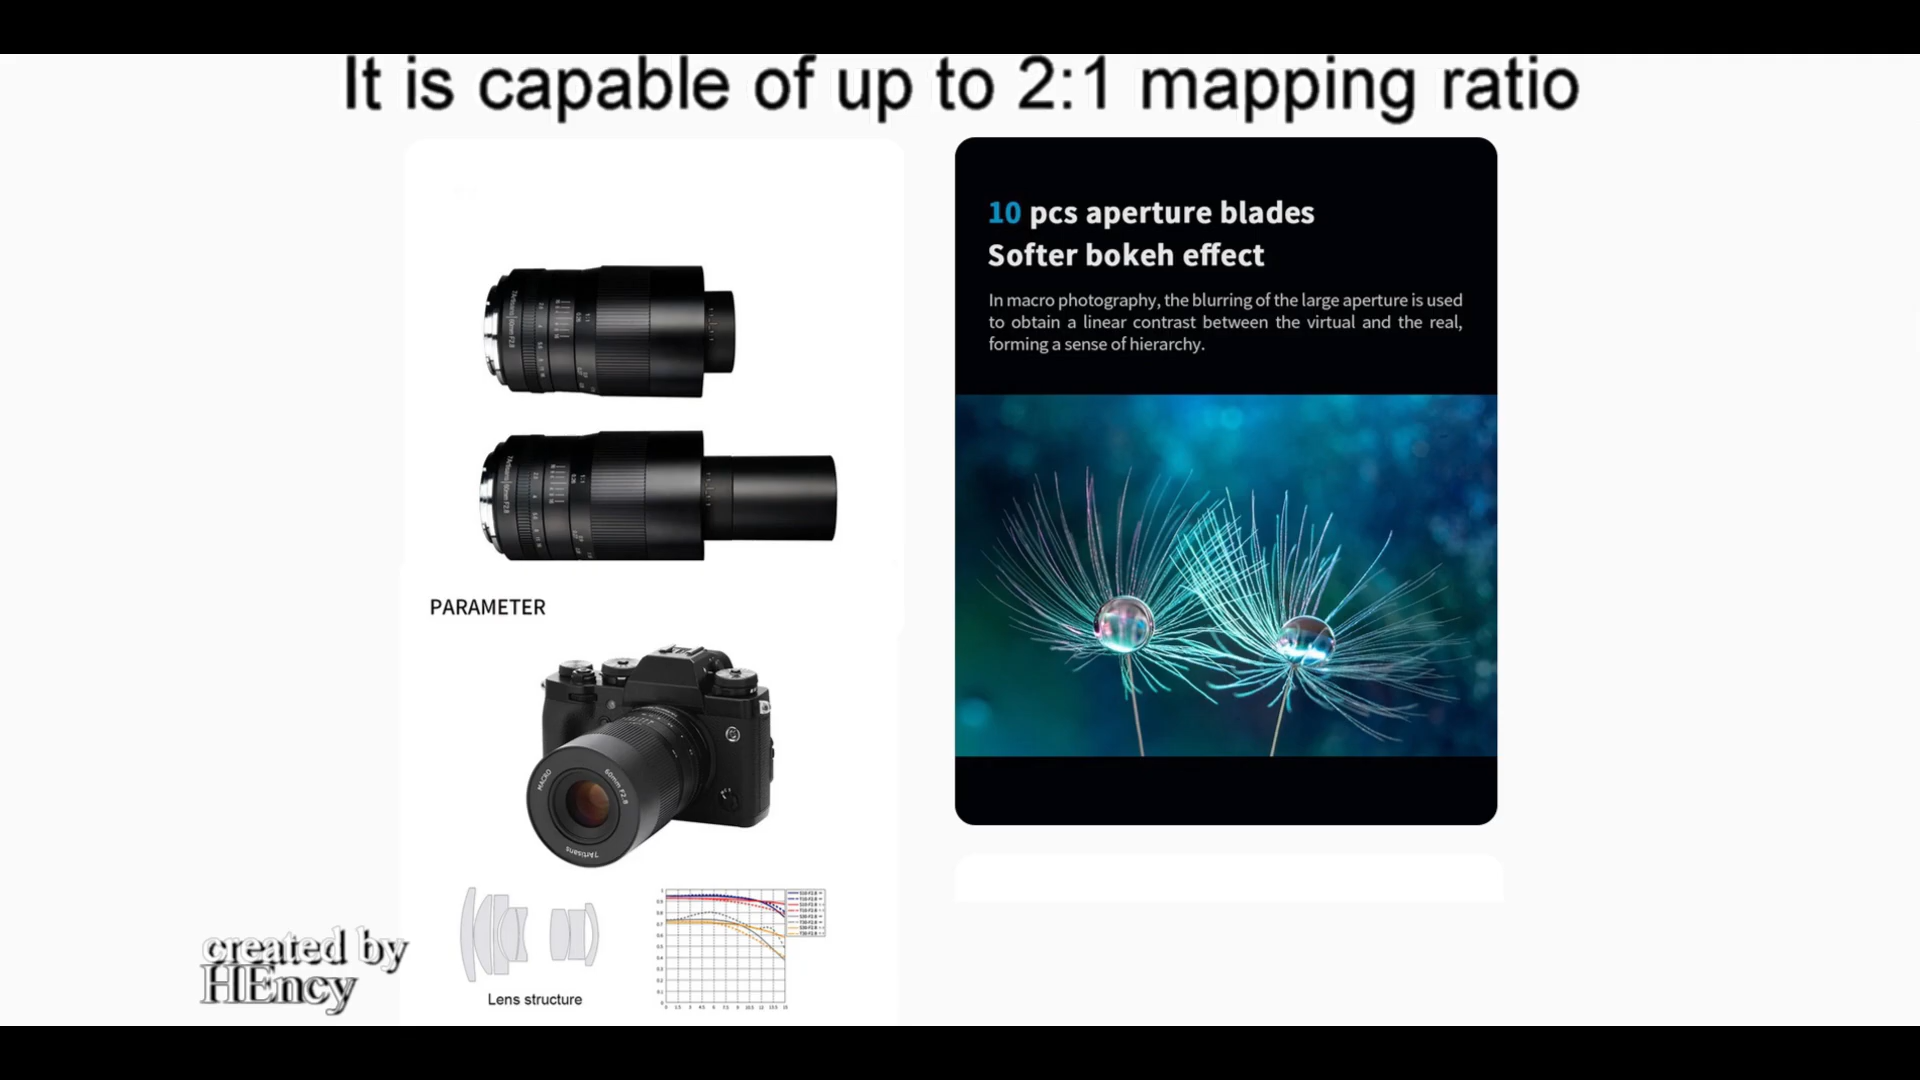 It is capable of up to 2:1 mapping ratio
10 pcs aperture blades
Softer bokeh effect
In macro photography, the blurring of the large aperture is used
to obtain a linear contrast between the virtual and the real,
forming a sense of hierarchy.
PARAMETER
MACRO
60mm F2.8
7Artisans
Lens structure
created by
HEncy